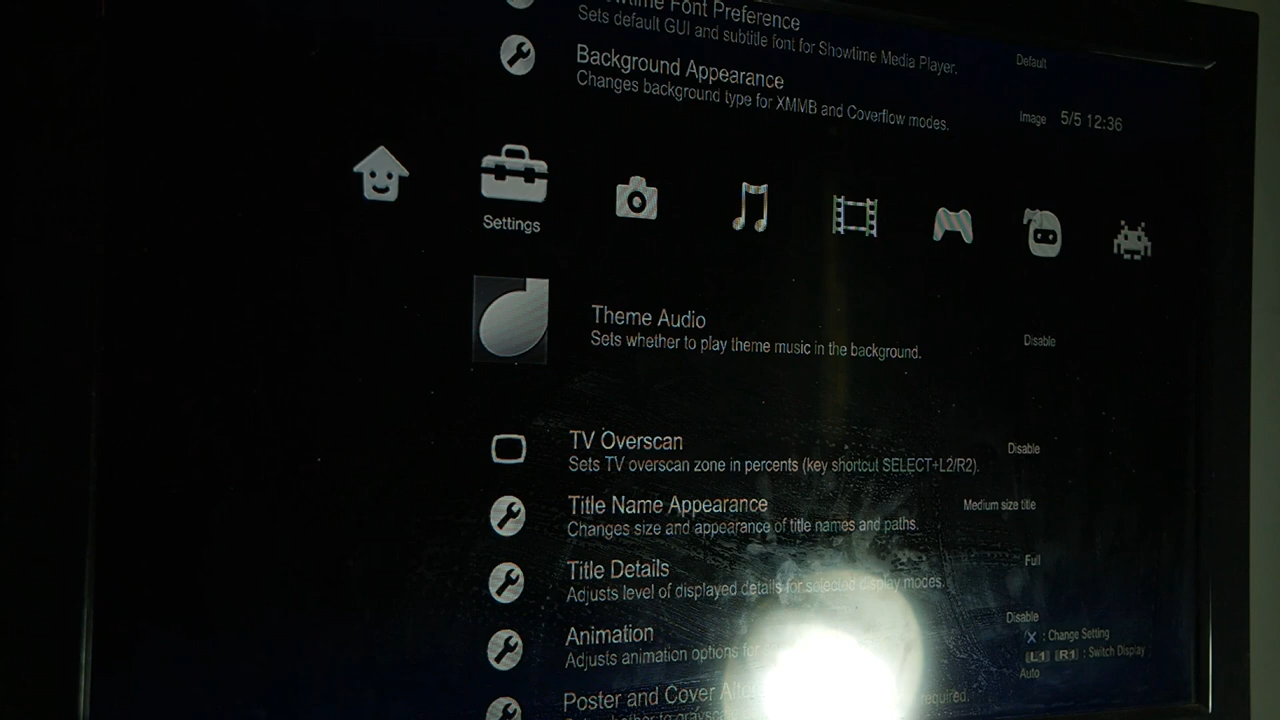 Font Preference
Sets default GUI and subtitle font for Showtime Media Player.
Default
Background Appearance
Changes background type for XMMB and Coverflow modes.
Image
5/5 12:36
Settings
Theme Audio
Sets whether to play theme music in the background.
Disable
TV Overscan
Sets TV overscan zone in percents (key shortcut SELECT+L2/R2).
Disable
Title Name Appearance
Changes size and appearance of title names and paths.
Medium size title
Title Details
Adjusts level of displayed details for selected display modes.
Full
Animation
Adjusts animation options for
Disable
X : Change Setting
L1 R1 : Switch Display
Auto
Poster and Cover
required.